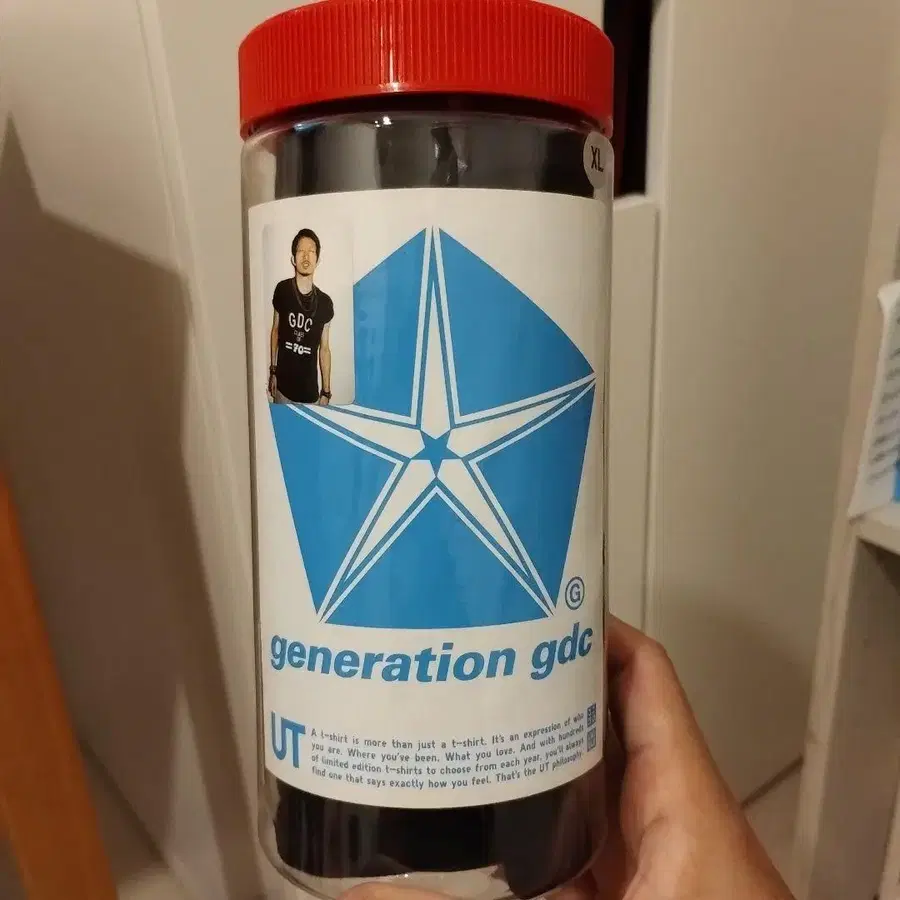 XL
GDC
=70=
G
generation gdc
UT
A t-shirt is more than just a t-shirt. It's an expression of who
you are. Where you've been. What you love. And with hundreds
of limited edition t-shirts to choose from each year, you'll always
find one that says exactly how you feel. That's the UT philosophy.